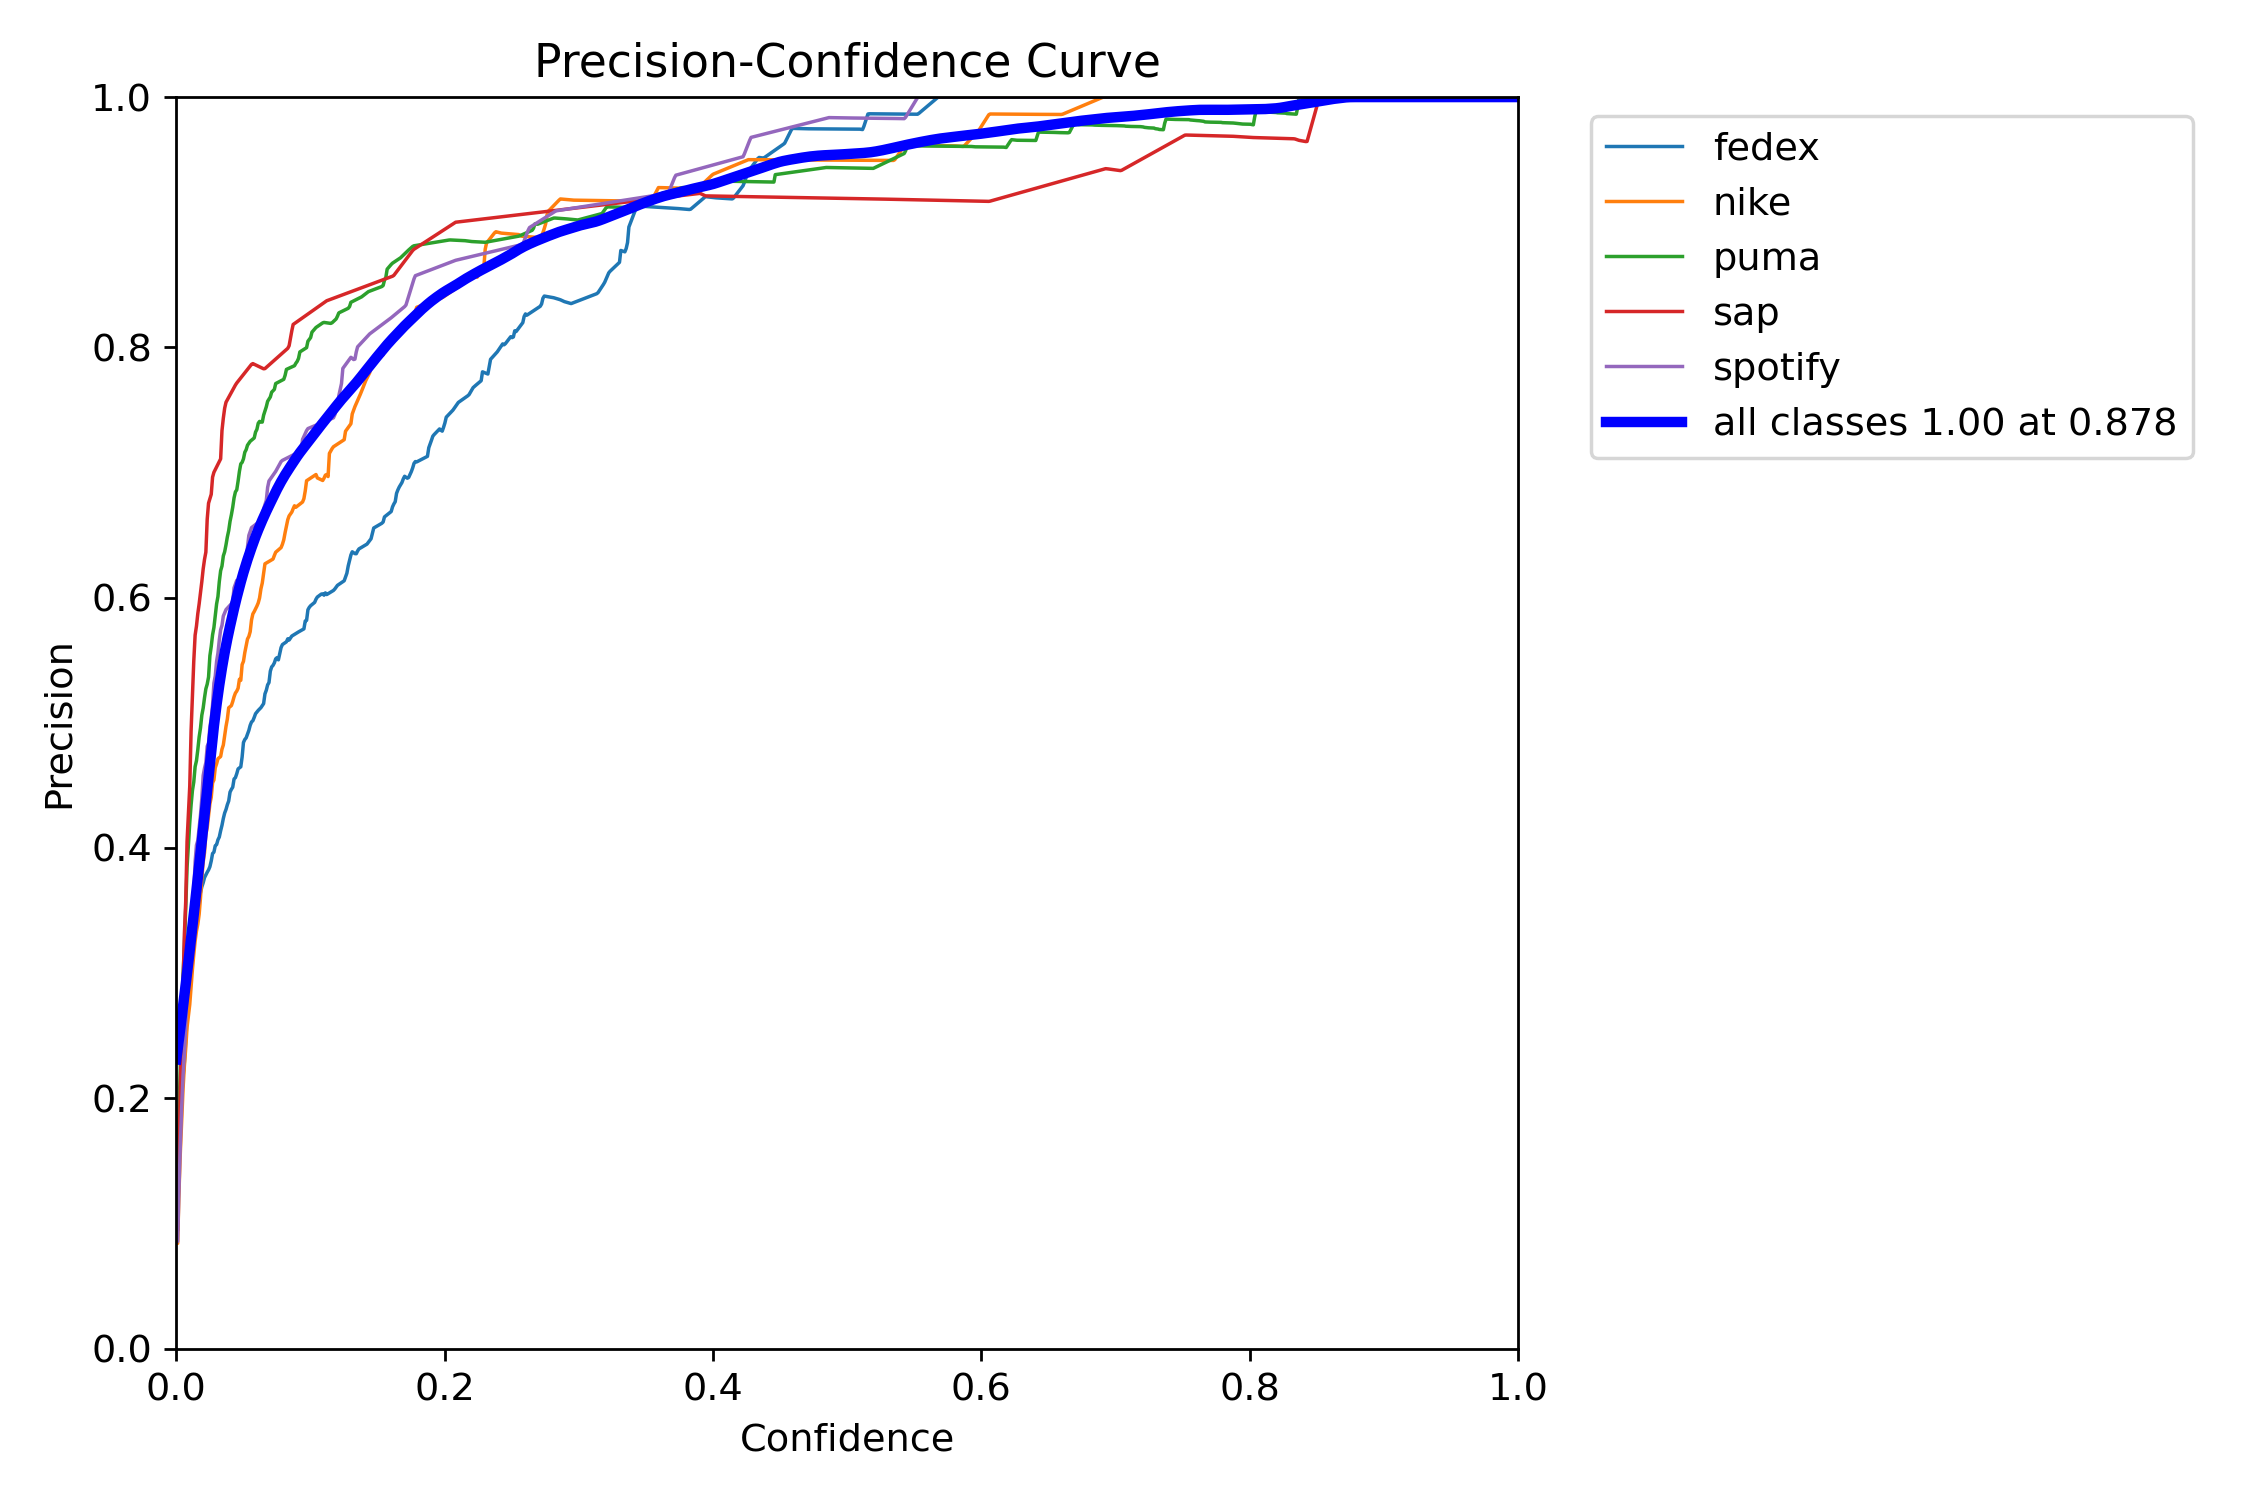 Precision-Confidence Curve
1.0
0.8
0.6
0.4
0.2
0.0
Precision
0.0 0.2 0.4 0.6 0.8 1.0
Confidence
fedex
nike
puma
sap
spotify
all classes 1.00 at 0.878